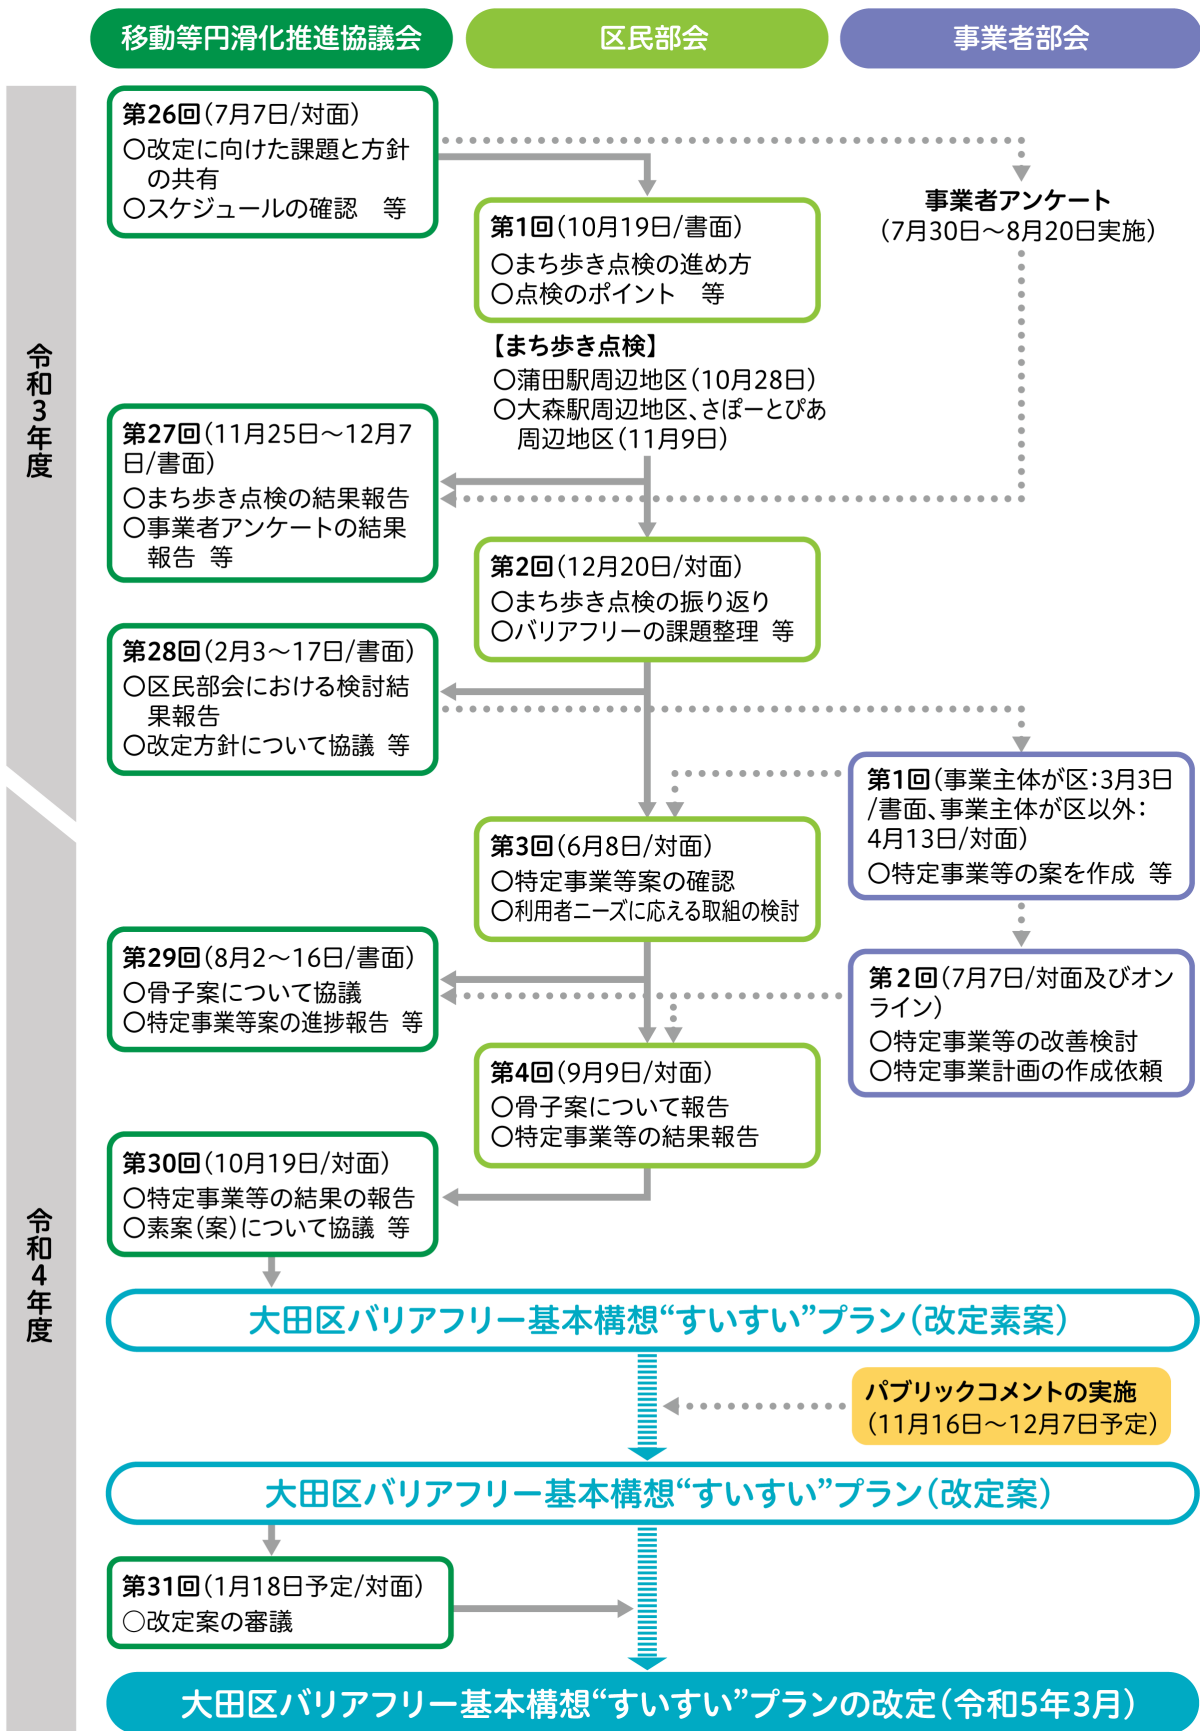 移動等円滑化推進協議会
区民部会
事業者部会
令和3年度
第26回(7月7日/対面)
○改定に向けた課題と方針
の共有
○スケジュールの確認　等
事業者アンケート
(7月30日～8月20日実施)
第1回(10月19日/書面)
○まち歩き点検の進め方
○点検のポイント　等
【まち歩き点検】
○蒲田駅周辺地区(10月28日)
○大森駅周辺地区、さぽーとぴあ
周辺地区(11月9日)
第27回(11月25日～12月7
日/書面)
○まち歩き点検の結果報告
○事業者アンケートの結果
報告 等
第2回(12月20日/対面)
○まち歩き点検の振り返り
○バリアフリーの課題整理 等
第28回(2月3～17日/書面)
○区民部会における検討結
果報告
○改定方針について協議 等
第1回(事業主体が区：3月3日
/書面、事業主体が区以外：
4月13日/対面)
○特定事業等の案を作成 等
令和4年度
第3回(6月8日/対面)
○特定事業等案の確認
○利用者ニーズに応える取組の検討
第29回(8月2～16日/書面)
○骨子案について協議
○特定事業等案の進捗報告 等
第2回(7月7日/対面及びオン
ライン)
○特定事業等の改善検討
○特定事業計画の作成依頼
第4回(9月9日/対面)
○骨子案について報告
○特定事業等の結果報告
第30回(10月19日/対面)
○特定事業等の結果の報告
○素案(案)について協議 等
大田区バリアフリー基本構想“すいすい”プラン(改定素案)
パブリックコメントの実施
(11月16日～12月7日予定)
大田区バリアフリー基本構想“すいすい”プラン(改定案)
第31回(1月18日予定/対面)
○改定案の審議
大田区バリアフリー基本構想“すいすい”プランの改定(令和5年3月)